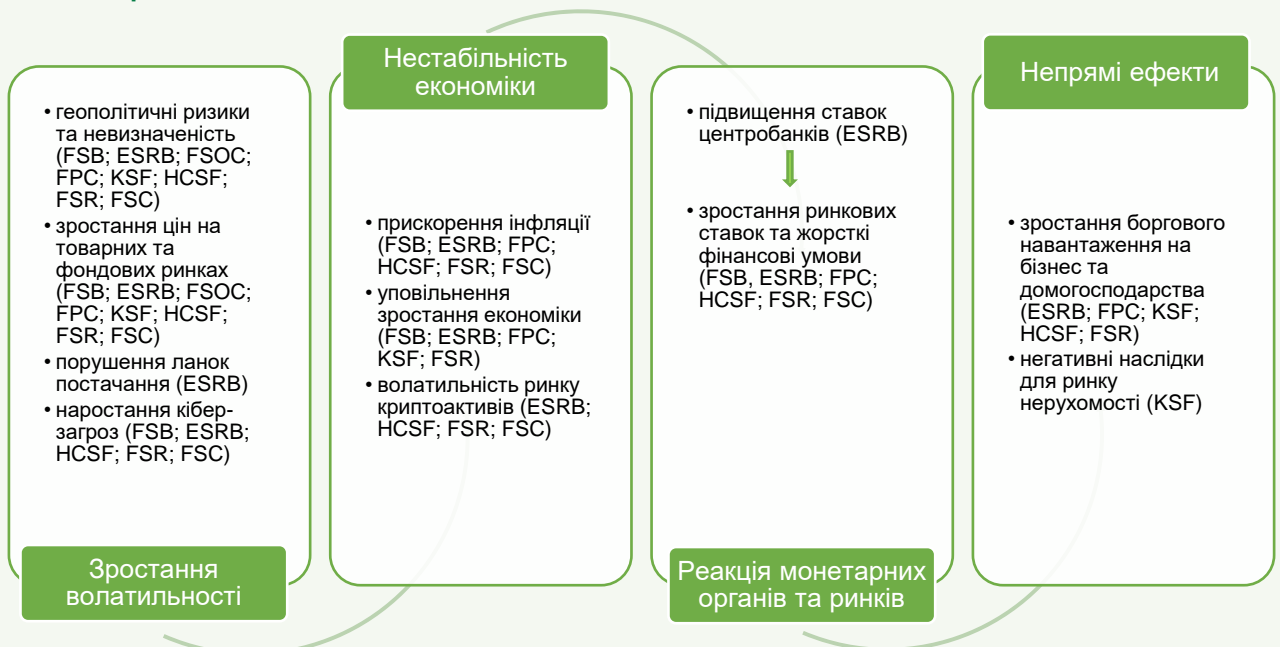 • геополітичні ризики
та невизначеність
(FSB; ESRB; FSOC;
FPC; KSF; HCSF;
FSR; FSC)
• зростання цін на
товарних та
фондових ринках
(FSB; ESRB; FSOC;
FPC; KSF; HCSF;
FSR; FSC)
• порушення ланок
постачання (ESRB)
• наростання кібер-
загроз (FSB; ESRB;
HCSF; FSR; FSC)
Зростання
волатильності
Нестабільність
економіки
• прискорення інфляції
(FSB; ESRB; FPC;
HCSF; FSR; FSC)
• уповільнення
зростання економіки
(FSB; ESRB; FPC;
KSF; FSR)
• волатильність ринку
криптоактивів (ESRB;
HCSF; FSR; FSC)
• підвищення ставок
центробанків (ESRB)
• зростання ринкових
ставок та жорсткі
фінансові умови
(FSB, ESRB; FPC;
HCSF; FSR; FSC)
Реакція монетарних
органів та ринків
Непрямі ефекти
• зростання боргового
навантаження на
бізнес та
домогосподарства
(ESRB; FPC; KSF;
HCSF; FSR)
• негативні наслідки
для ринку
нерухомості (KSF)